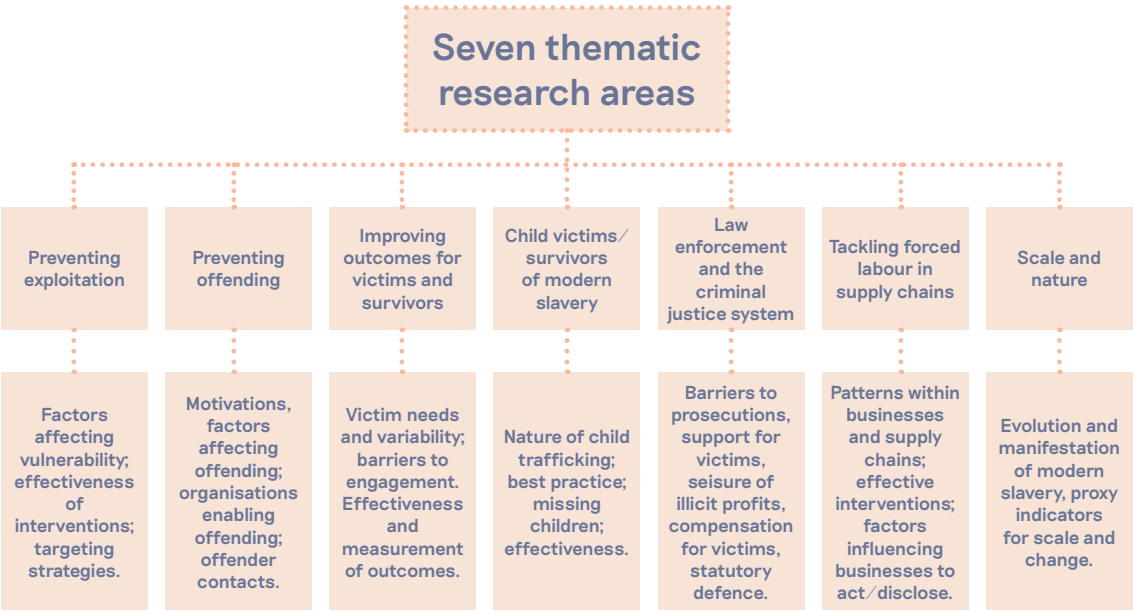 Seven thematic
research areas
Preventing
exploitation
Preventing
offending
Improving
outcomes for
victims and
survivors
Child victims/
survivors
of modern
slavery
Law
enforcement
and the
criminal
justice system
Tackling forced
labour in
supply chains
Scale and
nature
Factors
affecting
vulnerability;
effectiveness
of
interventions;
targeting
strategies.
Motivations,
factors
affecting
offending;
organisations
enabling
offending;
offender
contacts.
Victim needs
and variability;
barriers to
engagement.
Effectiveness
and
measurement
of outcomes.
Nature of child
trafficking;
best practice;
missing
children;
effectiveness.
Barriers to
prosecutions,
support for
victims,
seisure of
illicit profits,
compensation
for victims,
statutory
defence.
Patterns within
businesses
and supply
chains;
effective
interventions;
factors
influencing
businesses to
act/disclose.
Evolution and
manifestation
of modern
slavery, proxy
indicators
for scale and
change.